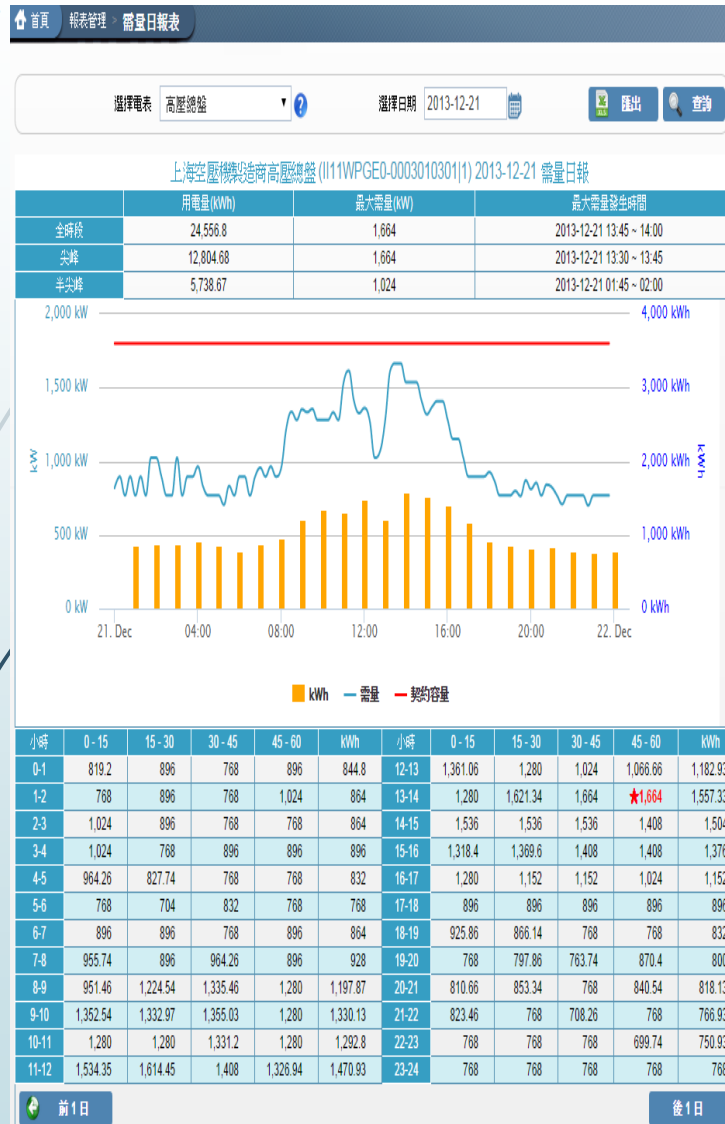 首頁 報表管理 > 需量日報表
選擇電表 高壓總盤 ? 選擇日期 2013-12-21 匯出 查詢
上海空壓機製造商高壓總盤 (II11WPGE0-0003010301|1) 2013-12-21 需量日報
用電量(kWh) 最大需量(kW) 最大需量發生時間
全時段 24,556.8 1,664 2013-12-21 13:45 ~ 14:00
尖峰 12,804.68 1,664 2013-12-21 13:30 ~ 13:45
半尖峰 5,738.67 1,024 2013-12-21 01:45 ~ 02:00
2,000 kW 4,000 kWh
1,500 kW 3,000 kWh
kW 1,000 kW 2,000 kWh kWh
500 kW 1,000 kWh
0 kW 0 kWh
21. Dec 04:00 08:00 12:00 16:00 20:00 22. Dec
kWh 需量 契約容量
小時 0 - 15 15 - 30 30 - 45 45 - 60 kWh 小時 0 - 15 15 - 30 30 - 45 45 - 60 kWh
0-1 819.2 896 768 896 844.8 12-13 1,361.06 1,280 1,024 1,066.66 1,182.93
1-2 768 896 768 1,024 864 13-14 1,280 1,621.34 1,664 ★1,664 1,557.33
2-3 1,024 896 768 768 864 14-15 1,536 1,536 1,536 1,408 1,504
3-4 1,024 768 896 896 896 15-16 1,318.4 1,369.6 1,408 1,408 1,376
4-5 964.26 827.74 768 768 832 16-17 1,280 1,152 1,152 1,024 1,152
5-6 768 704 832 768 768 17-18 896 896 896 896 896
6-7 896 896 768 896 864 18-19 925.86 866.14 768 768 832
7-8 955.74 896 964.26 896 928 19-20 768 797.86 763.74 870.4 800
8-9 951.46 1,224.54 1,335.46 1,280 1,197.87 20-21 810.66 853.34 768 840.54 818.13
9-10 1,352.54 1,332.97 1,355.03 1,280 1,330.13 21-22 823.46 768 708.26 768 766.93
10-11 1,280 1,280 1,331.2 1,280 1,292.8 22-23 768 768 768 699.74 750.93
11-12 1,534.35 1,614.45 1,408 1,326.94 1,470.93 23-24 768 768 768 768 768
前1日 後1日